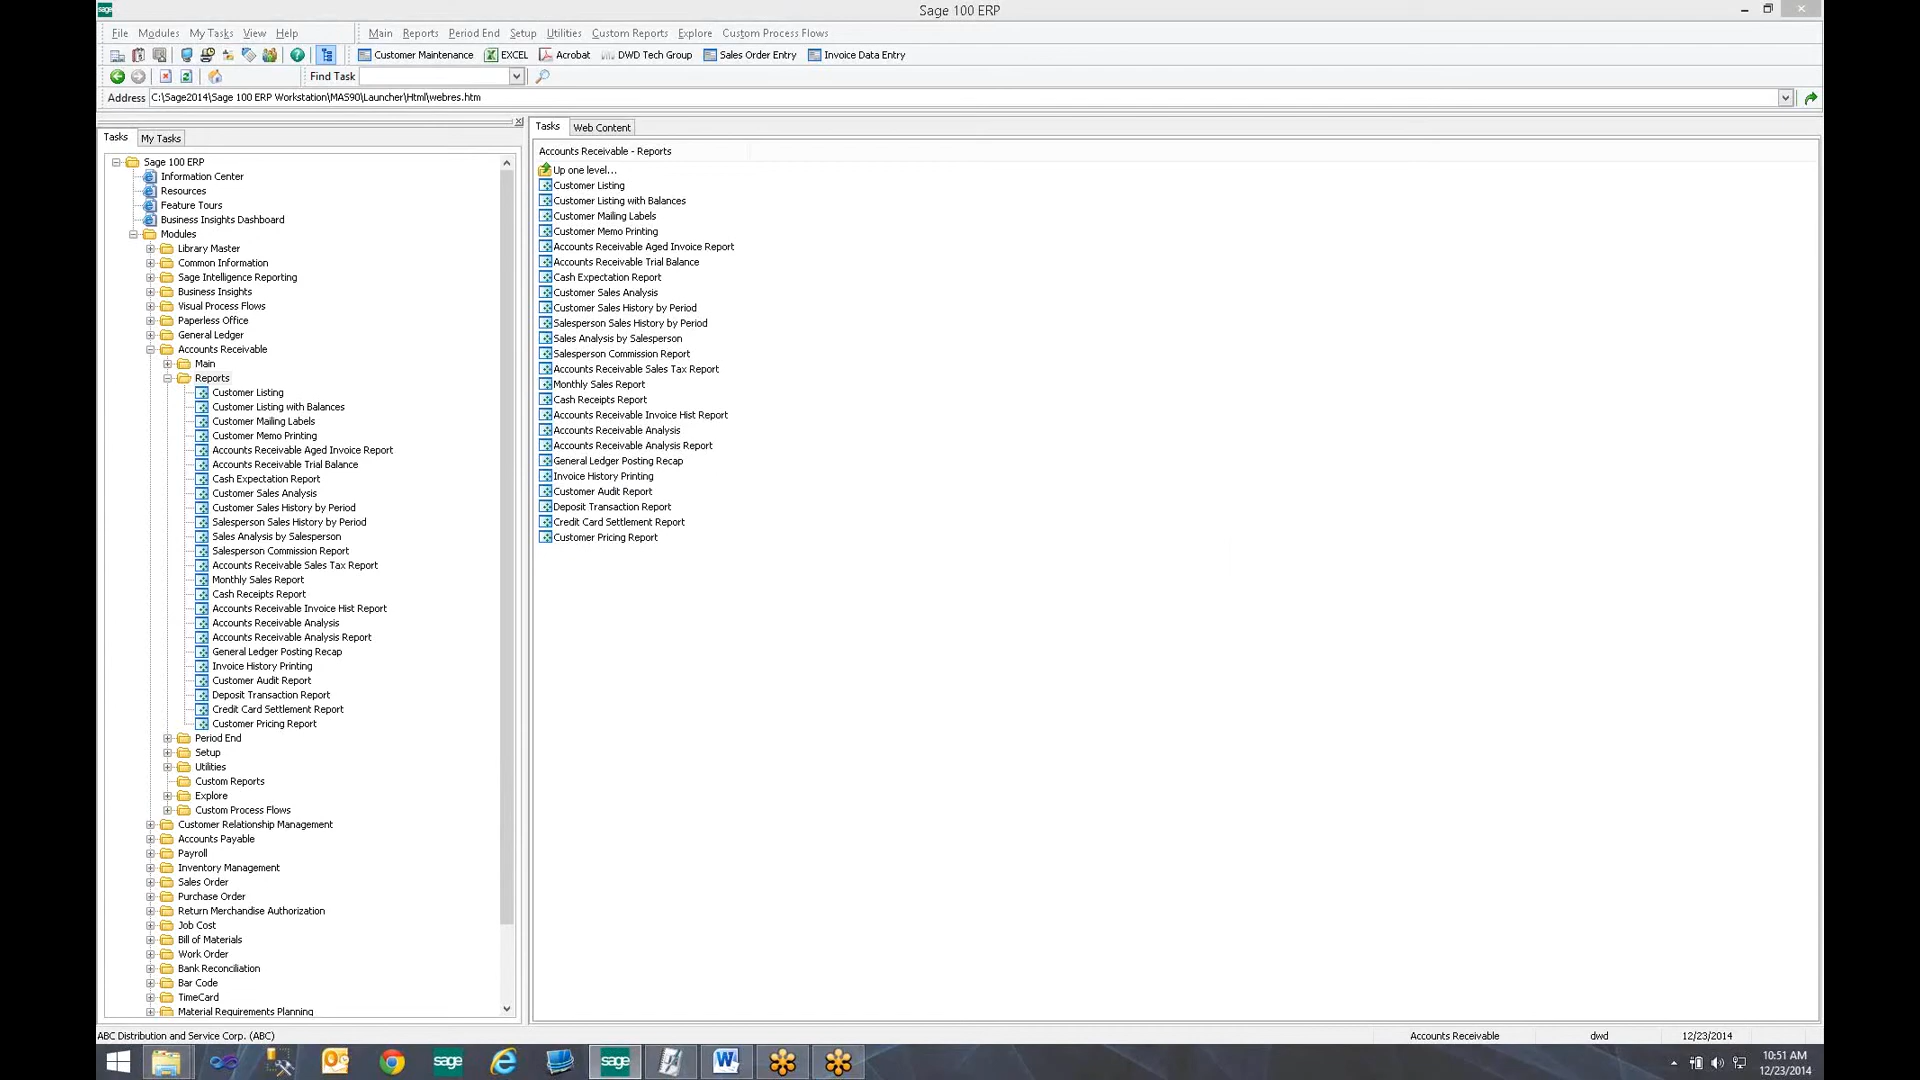 sage
Sage 100 ERP
File Modules My Tasks View Help Main Reports Period End Setup Utilities Custom Reports Explore Custom Process Flows
Customer Maintenance EXCEL Acrobat DWD Tech Group Sales Order Entry Invoice Data Entry
Find Task
Address C:\Sage2014\Sage 100 ERP Workstation\MAS90\Launcher\Html\webres.htm
Tasks My Tasks
Sage 100 ERP
Information Center
Resources
Feature Tours
Business Insights Dashboard
Modules
Library Master
Common Information
Sage Intelligence Reporting
Business Insights
Visual Process Flows
Paperless Office
General Ledger
Accounts Receivable
Main
Reports
Customer Listing
Customer Listing with Balances
Customer Mailing Labels
Customer Memo Printing
Accounts Receivable Aged Invoice Report
Accounts Receivable Trial Balance
Cash Expectation Report
Customer Sales Analysis
Customer Sales History by Period
Salesperson Sales History by Period
Sales Analysis by Salesperson
Salesperson Commission Report
Accounts Receivable Sales Tax Report
Monthly Sales Report
Cash Receipts Report
Accounts Receivable Invoice Hist Report
Accounts Receivable Analysis
Accounts Receivable Analysis Report
General Ledger Posting Recap
Invoice History Printing
Customer Audit Report
Deposit Transaction Report
Credit Card Settlement Report
Customer Pricing Report
Period End
Setup
Utilities
Custom Reports
Explore
Custom Process Flows
Customer Relationship Management
Accounts Payable
Payroll
Inventory Management
Sales Order
Purchase Order
Return Merchandise Authorization
Job Cost
Bill of Materials
Work Order
Bank Reconciliation
Bar Code
TimeCard
Material Requirements Planning
Tasks Web Content
Accounts Receivable - Reports
Up one level...
Customer Listing
Customer Listing with Balances
Customer Mailing Labels
Customer Memo Printing
Accounts Receivable Aged Invoice Report
Accounts Receivable Trial Balance
Cash Expectation Report
Customer Sales Analysis
Customer Sales History by Period
Salesperson Sales History by Period
Sales Analysis by Salesperson
Salesperson Commission Report
Accounts Receivable Sales Tax Report
Monthly Sales Report
Cash Receipts Report
Accounts Receivable Invoice Hist Report
Accounts Receivable Analysis
Accounts Receivable Analysis Report
General Ledger Posting Recap
Invoice History Printing
Customer Audit Report
Deposit Transaction Report
Credit Card Settlement Report
Customer Pricing Report
ABC Distribution and Service Corp. (ABC) Accounts Receivable dwd 12/23/2014
sage sage
10:51 AM
12/23/2014